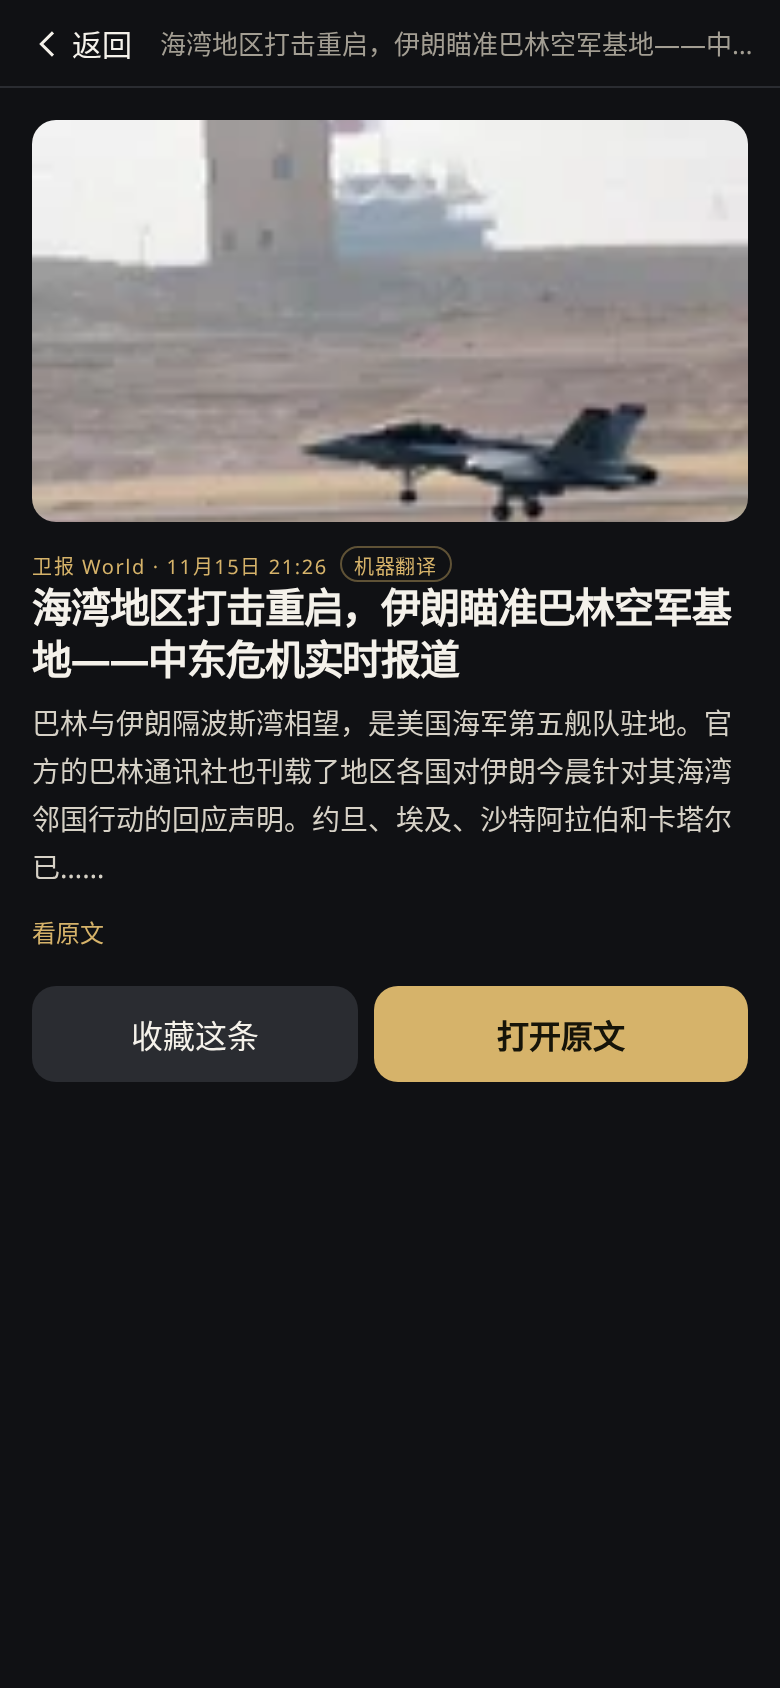 返回 海湾地区打击重启，伊朗瞄准巴林空军基地——中...
卫报 World · 11月15日 21:26 机器翻译
海湾地区打击重启，伊朗瞄准巴林空军基
地——中东危机实时报道
巴林与伊朗隔波斯湾相望，是美国海军第五舰队驻地。官
方的巴林通讯社也刊载了地区各国对伊朗今晨针对其海湾
邻国行动的回应声明。约旦、埃及、沙特阿拉伯和卡塔尔
已……
看原文
收藏这条 打开原文